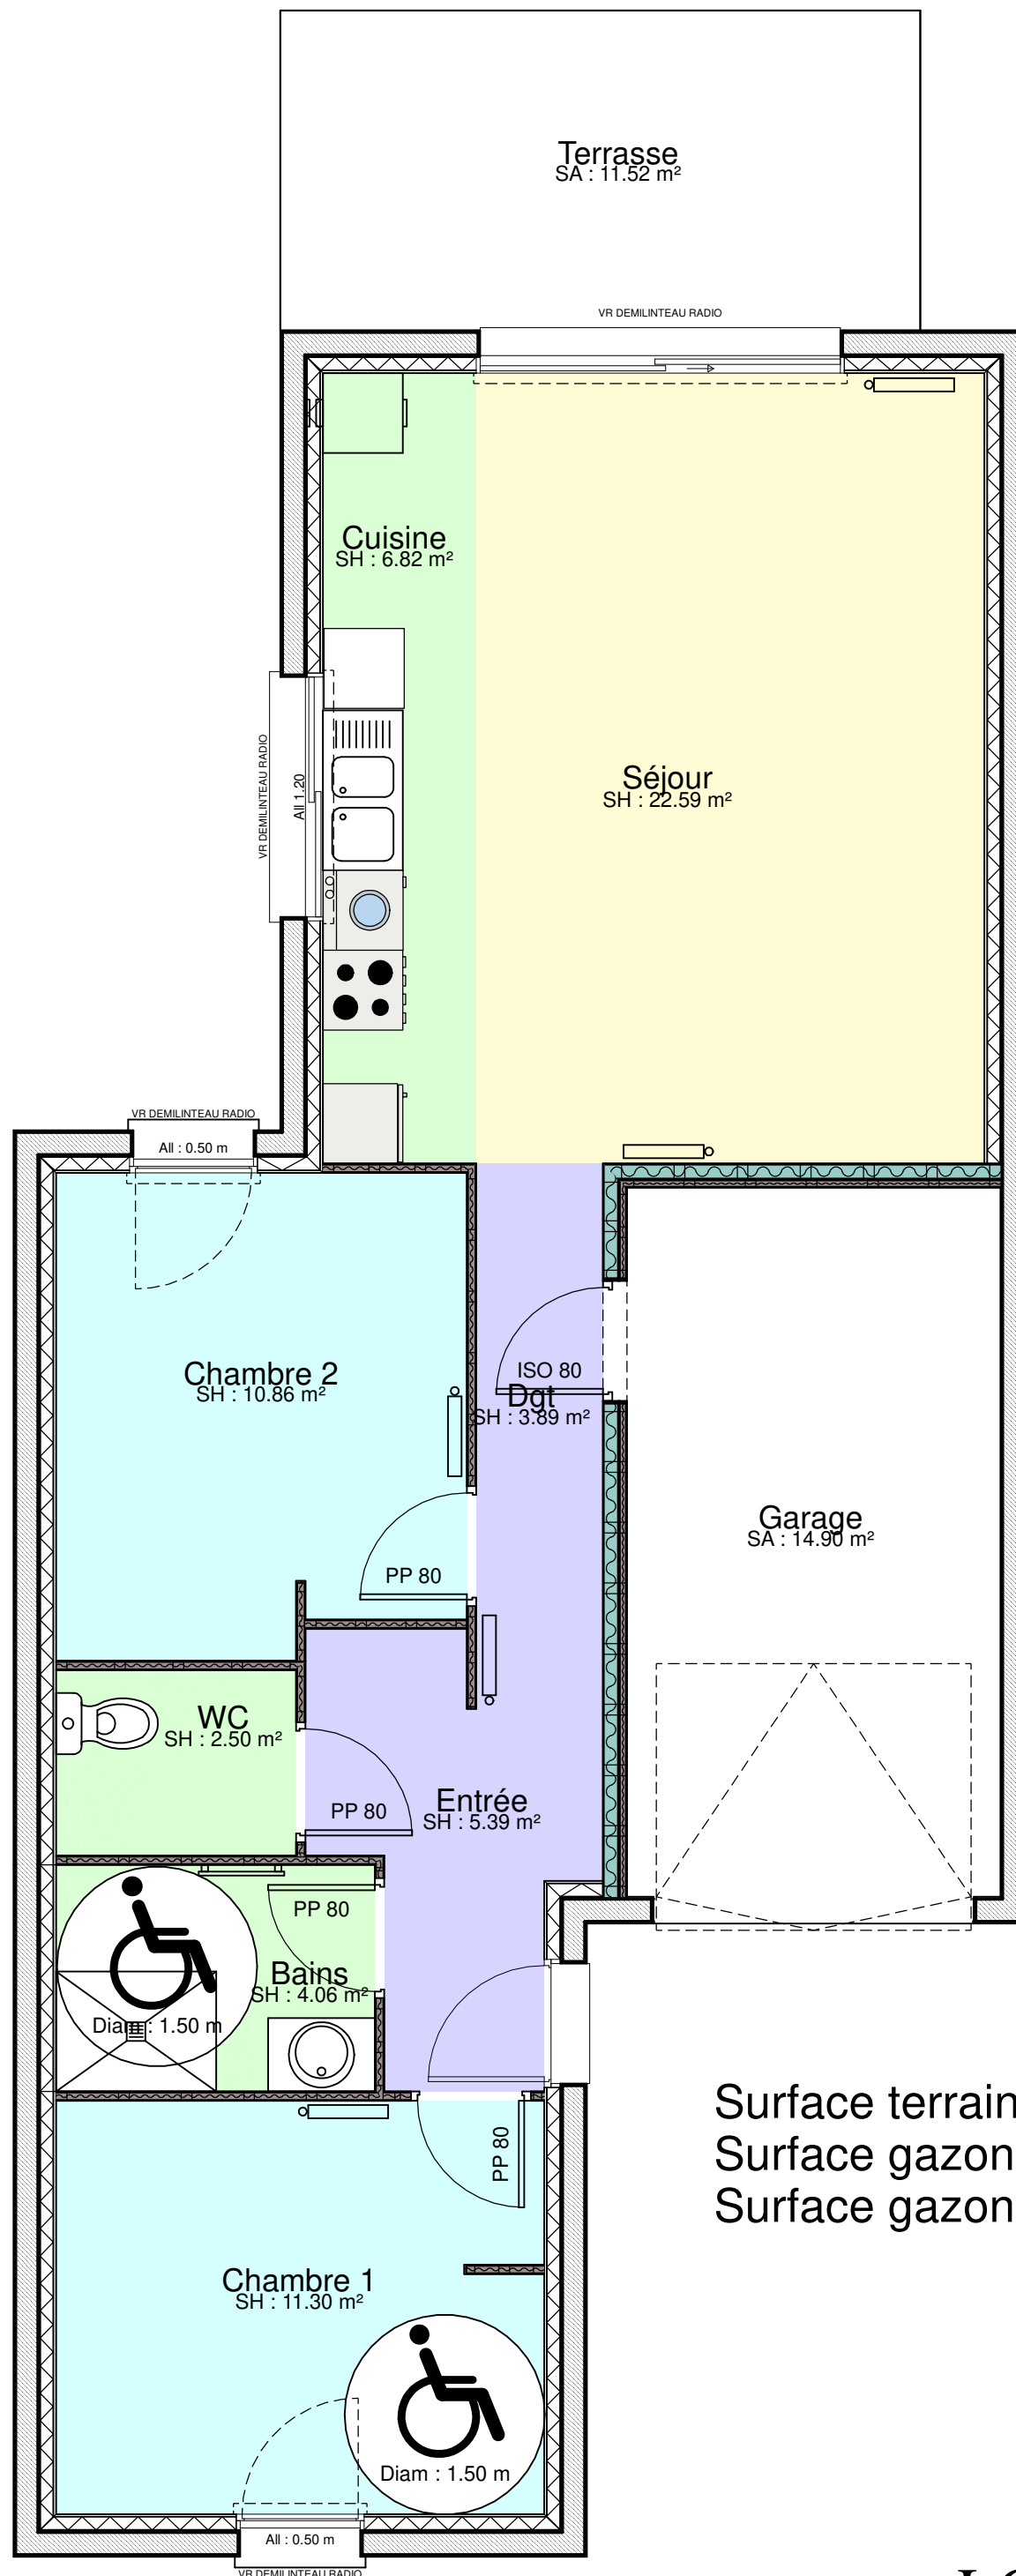 Terrasse
SA : 11.52 m²
VR DEMILINTEAU RADIO
Cuisine
SH : 6.82 m²
VR DEMILINTEAU RADIO
All 1.20
Séjour
SH : 22.59 m²
VR DEMILINTEAU RADIO
All : 0.50 m
Chambre 2
SH : 10.86 m²
ISO 80
Dgt
SH : 3.89 m²
Garage
SA : 14.90 m²
PP 80
WC
SH : 2.50 m²
PP 80
Entrée
SH : 5.39 m²
PP 80
Bains
SH : 4.06 m²
Diam : 1.50 m
PP 80
Surface terrain
Surface gazon
Surface gazon
Chambre 1
SH : 11.30 m²
Diam : 1.50 m
All : 0.50 m
VR DEMILINTEAU RADIO